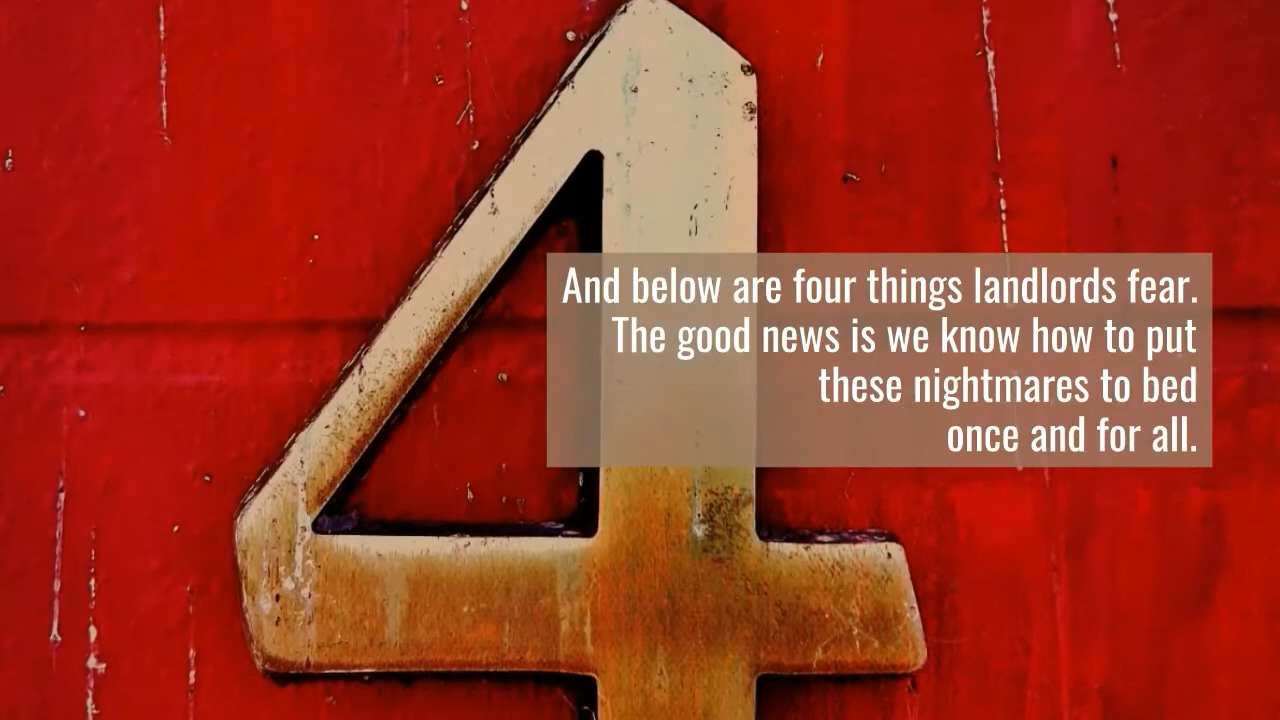 4
And below are four things landlords fear.
The good news is we know how to put
these nightmares to bed
once and for all.